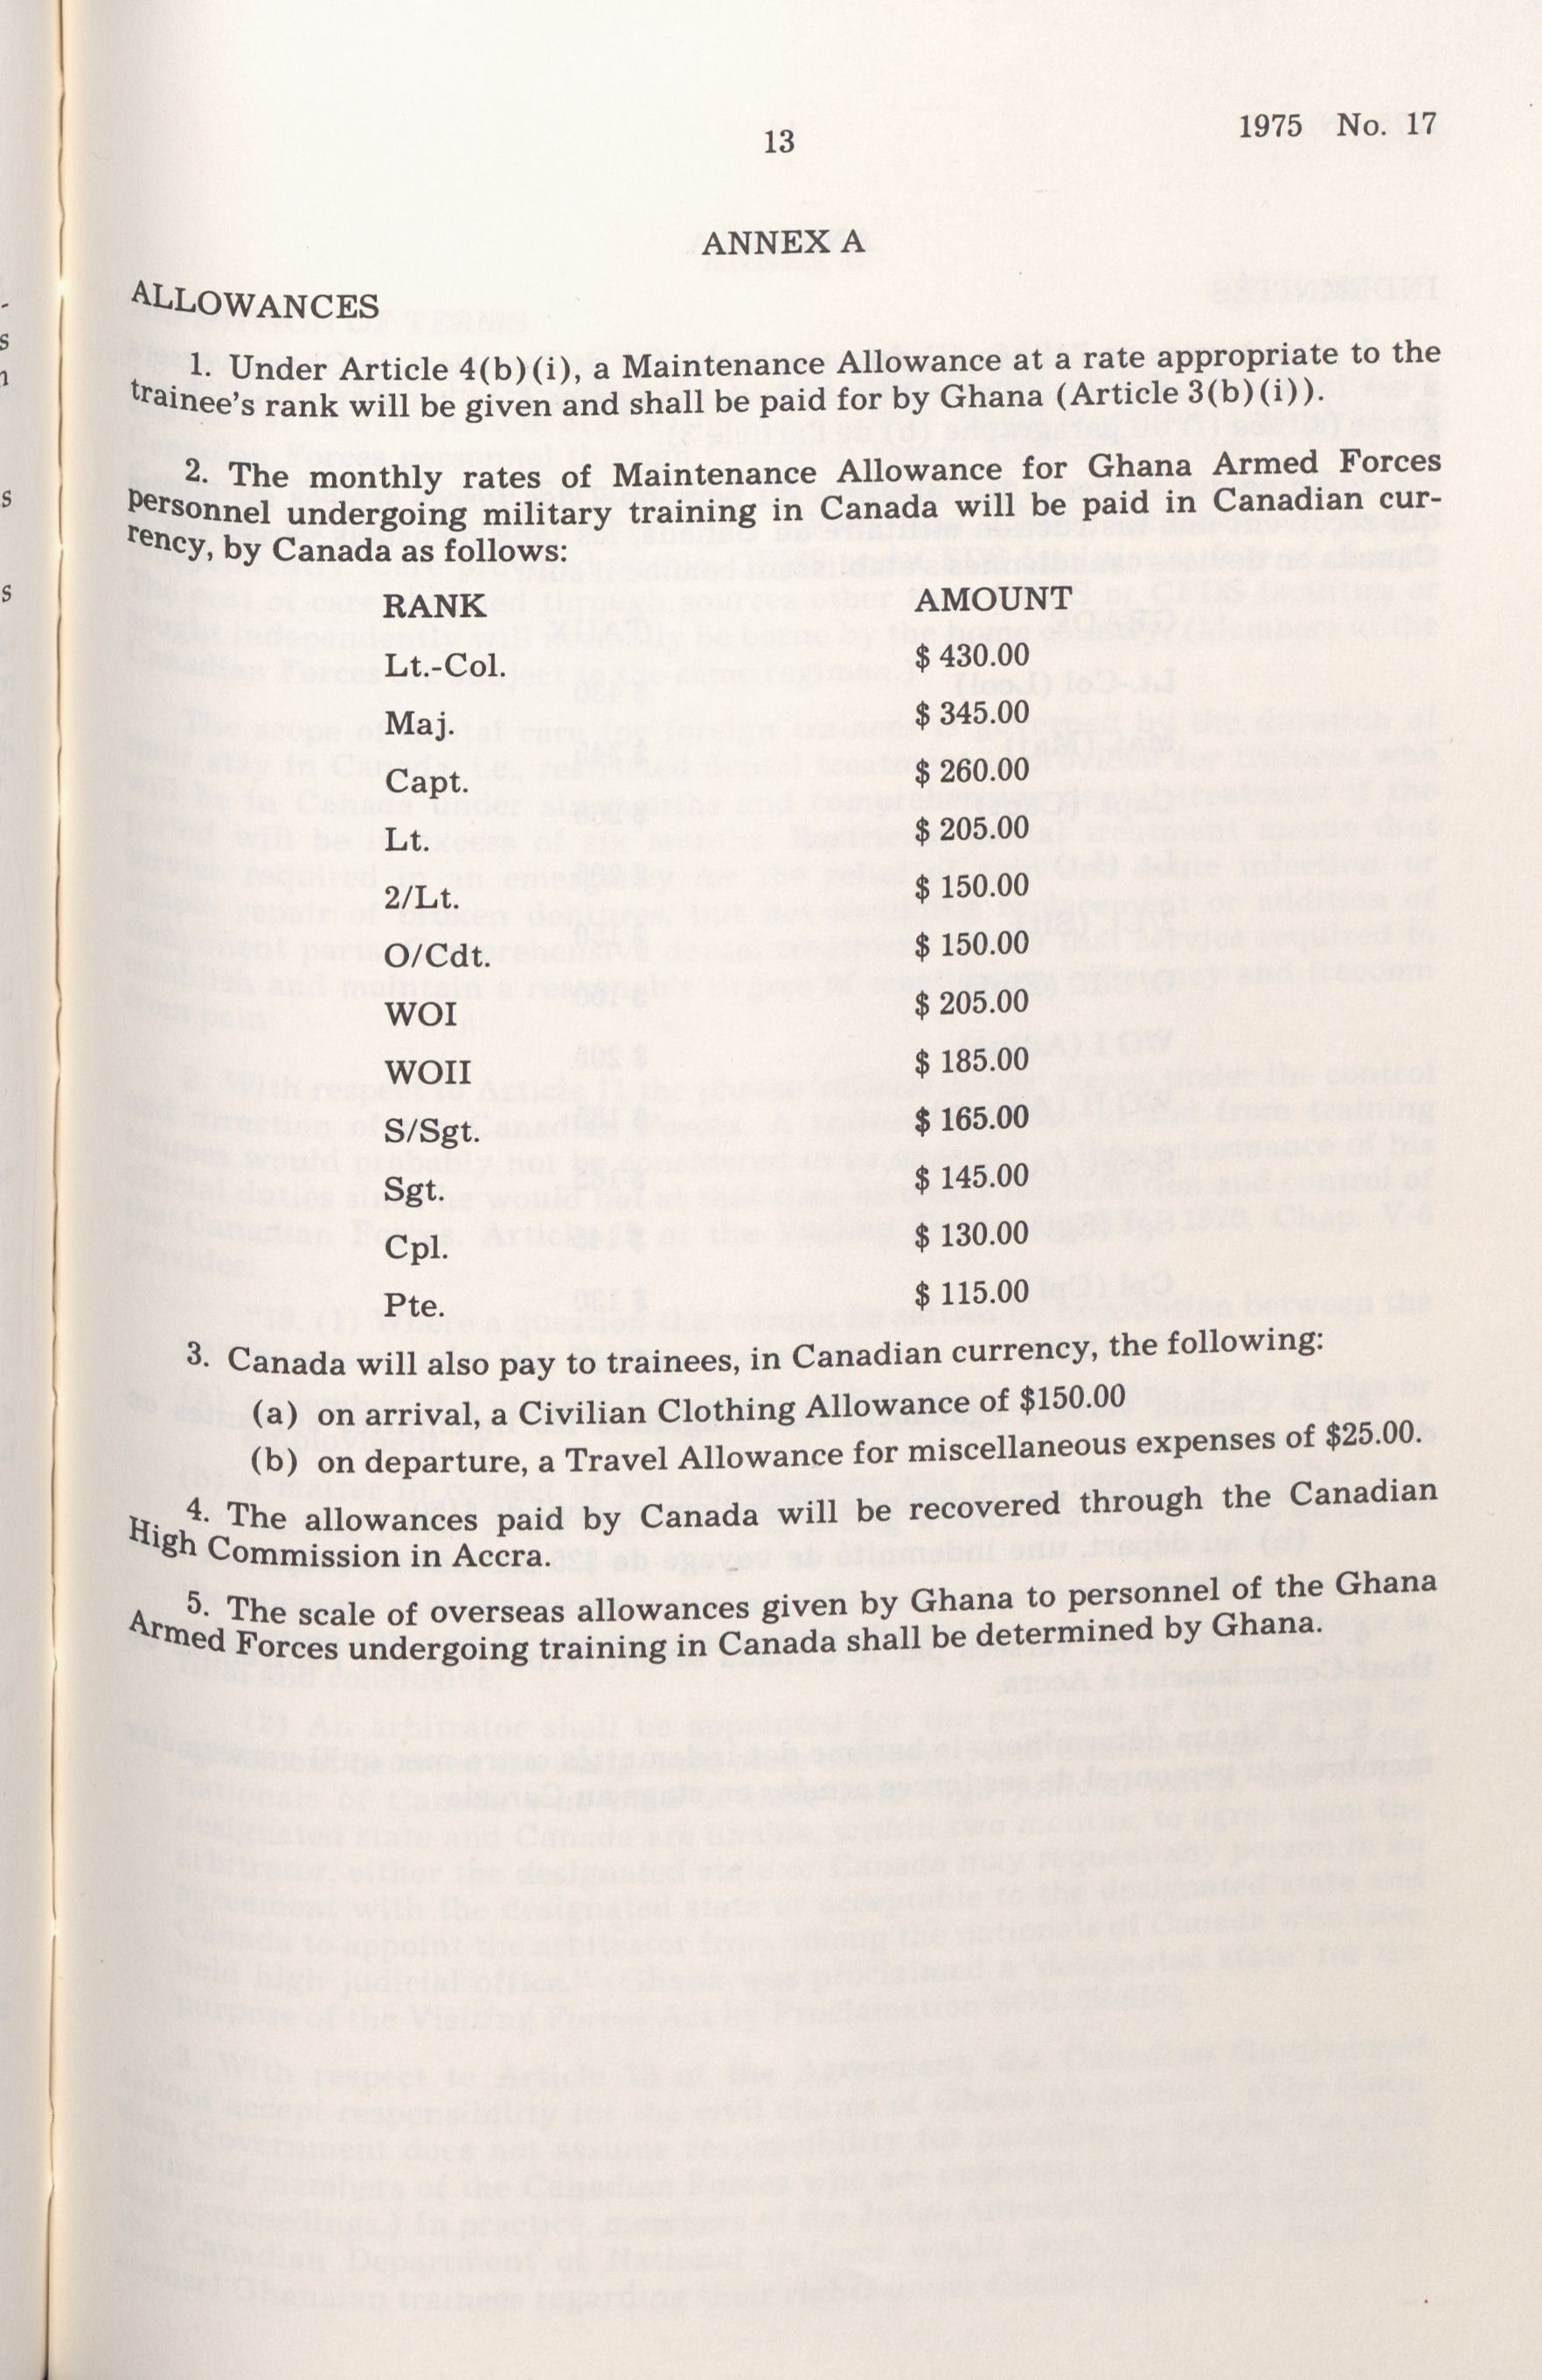 13
1975 No. 17
ANNEX A
ALLOWANCES
1. Under Article 4(b)(i), a Maintenance Allowance at a rate appropriate to the
trainee's rank will be given and shall be paid for by Ghana (Article 3(b)(i)).
2. The monthly rates of Maintenance Allowance for Ghana Armed Forces
personnel undergoing military training in Canada will be paid in Canadian cur-
rency, by Canada as follows:
RANK AMOUNT
Lt.-Col. $ 430.00
Maj. $ 345.00
Capt. $ 260.00
Lt. $ 205.00
2/Lt. $ 150.00
O/Cdt. $ 150.00
WOI $ 205.00
WOII $ 185.00
S/Sgt. $ 165.00
Sgt. $ 145.00
Cpl. $ 130.00
Pte. $ 115.00
3. Canada will also pay to trainees, in Canadian currency, the following:
(a) on arrival, a Civilian Clothing Allowance of $150.00
(b) on departure, a Travel Allowance for miscellaneous expenses of $25.00.
4. The allowances paid by Canada will be recovered through the Canadian
High Commission in Accra.
5. The scale of overseas allowances given by Ghana to personnel of the Ghana
Armed Forces undergoing training in Canada shall be determined by Ghana.